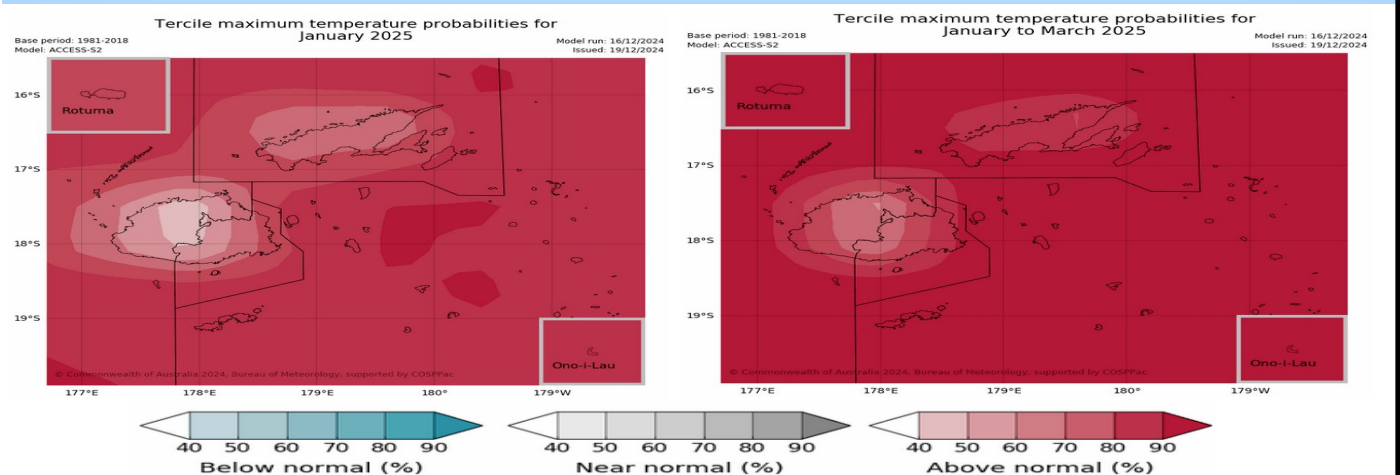 Tercile maximum temperature probabilities for
January 2025
Base period: 1981-2018
Model: ACCESS-S2
Model run: 16/12/2024
Issued: 19/12/2024
16°S
17°S
18°S
19°S
Rotuma
Ono-i-Lau
© Commonwealth of Australia 2024, Bureau of Meteorology, supported by COSPPac
177°E 178°E 179°E 180° 179°W
Tercile maximum temperature probabilities for
January to March 2025
Base period: 1981-2018
Model: ACCESS-S2
Model run: 16/12/2024
Issued: 19/12/2024
16°S
17°S
18°S
19°S
Rotuma
Ono-i-Lau
© Commonwealth of Australia 2024, Bureau of Meteorology, supported by COSPPac
177°E 178°E 179°E 180° 179°W
40 50 60 70 80 90
Below normal (%)
40 50 60 70 80 90
Near normal (%)
40 50 60 70 80 90
Above normal (%)